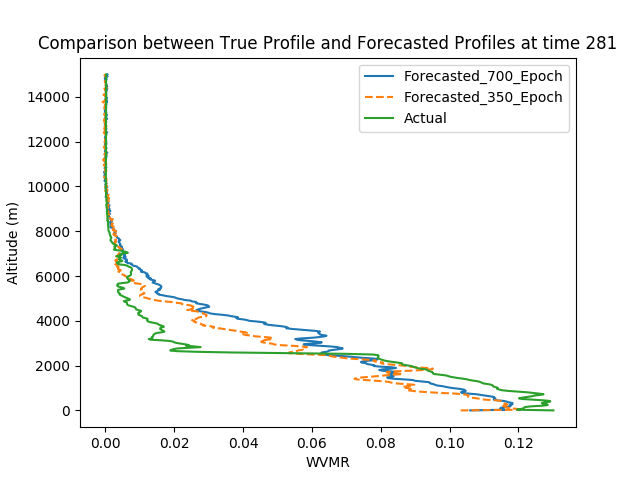 Comparison between True Profile and Forecasted Profiles at time 281
Forecasted_700_Epoch
Forecasted_350_Epoch
Actual
Altitude (m)
14000
12000
10000
8000
6000
4000
2000
0
0.00 0.02 0.04 0.06 0.08 0.10 0.12
WVMR